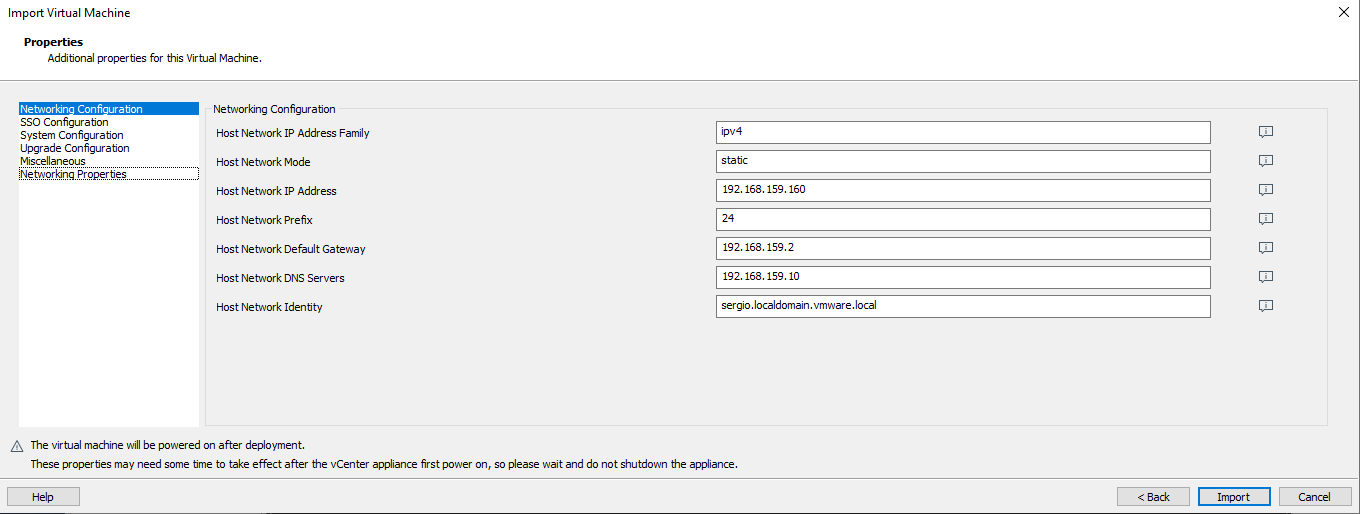 Import Virtual Machine
Properties
Additional properties for this Virtual Machine.
Networking Configuration
SSO Configuration
System Configuration
Upgrade Configuration
Miscellaneous
Networking Properties
Networking Configuration
Host Network IP Address Family
ipv4
Host Network Mode
static
Host Network IP Address
192.168.159.160
Host Network Prefix
24
Host Network Default Gateway
192.168.159.2
Host Network DNS Servers
192.168.159.10
Host Network Identity
sergio.localdomain.vmware.local
The virtual machine will be powered on after deployment.
These properties may need some time to take effect after the vCenter appliance first power on, so please wait and do not shutdown the appliance.
Help
< Back
Import
Cancel